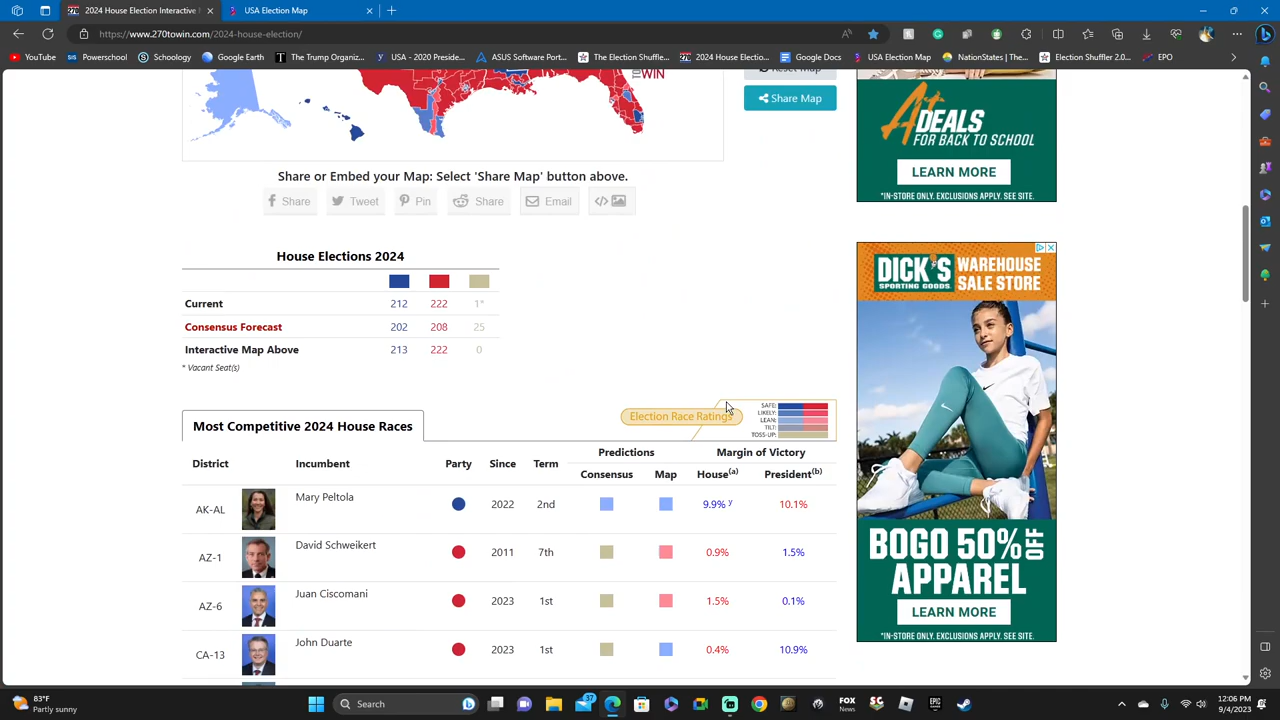 2024 House Election Interactive
USA Election Map
https://www.270towin.com/2024-house-election/
YouTube
Powerschool
Schoology
Google Earth
The Trump Organiz...
USA - 2020 Preside...
ASUS Software Port...
The Election Shuffle...
2024 House Electio...
Google Docs
USA Election Map
NationStates | The...
Election Shuffler 2.0...
EPO
WIN
Reset Map
Share Map
Share or Embed your Map: Select 'Share Map' button above.
Share
Tweet
Pin
Share
Email
A+ DEALS
FOR BACK TO SCHOOL
LEARN MORE
*IN-STORE ONLY. EXCLUSIONS APPLY. SEE SITE.
House Elections 2024
Current 212 222 1*
Consensus Forecast 202 208 25
Interactive Map Above 213 222 0
* Vacant Seat(s)
Election Race Ratings
SAFE:
LIKELY:
LEAN:
TILT:
TOSS-UP:
Most Competitive 2024 House Races
Predictions Margin of Victory
District Incumbent Party Since Term Consensus Map House(a) President(b)
AK-AL Mary Peltola 2022 2nd 9.9% y 10.1%
AZ-1 David Schweikert 2011 7th 0.9% 1.5%
AZ-6 Juan Ciscomani 2023 1st 1.5% 0.1%
CA-13 John Duarte 2023 1st 0.4% 10.9%
DICK'S
SPORTING GOODS.
WAREHOUSE
SALE STORE
BOGO 50% OFF
APPAREL
LEARN MORE
*IN-STORE ONLY. EXCLUSIONS APPLY. SEE SITE.
83°F
Partly sunny
Search
37
FOX
News
EPIC
GAMES
12:06 PM
9/4/2023